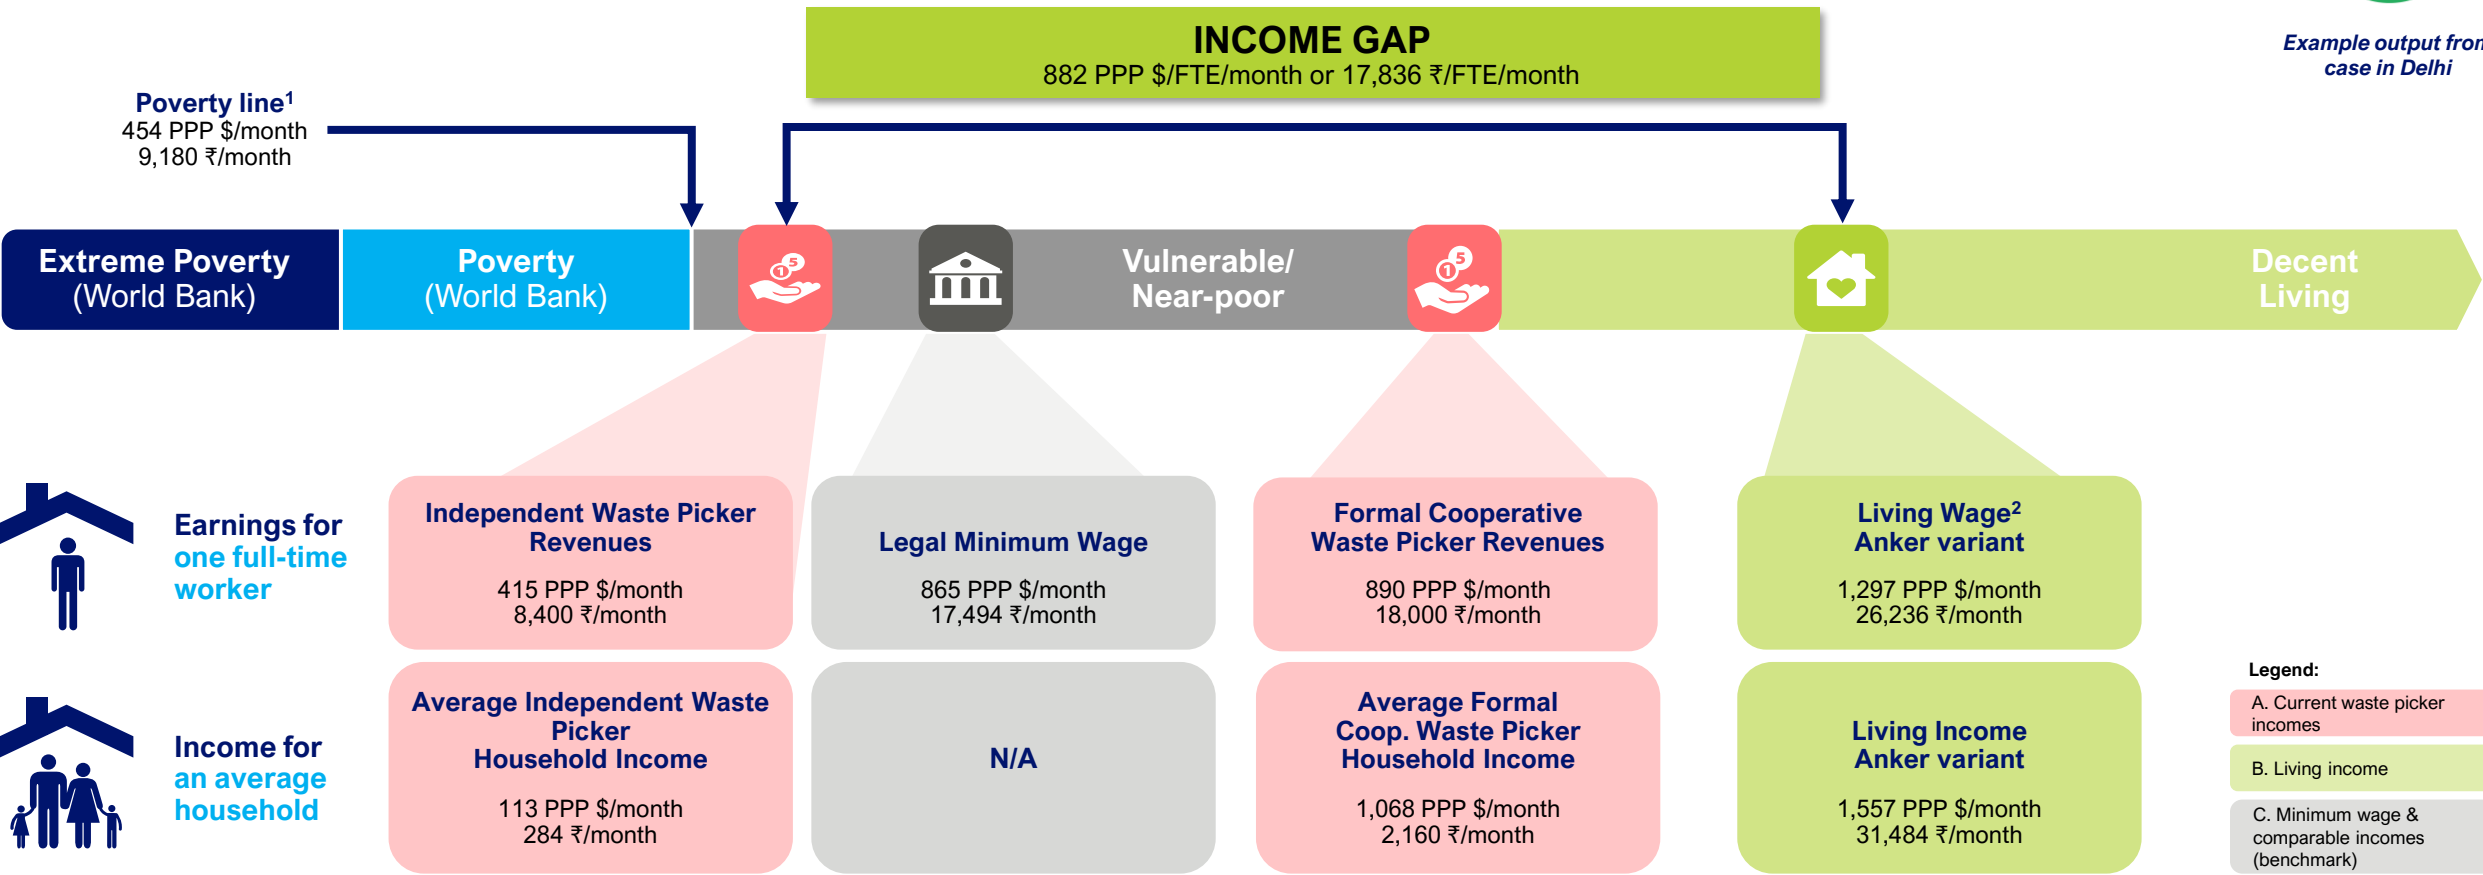 INCOME GAP
882 PPP $/FTE/month or 17,836 ₹/FTE/month
Example output from
case in Delhi
Poverty line1
454 PPP $/month
9,180 ₹/month
Extreme Poverty
(World Bank)
Poverty
(World Bank)
1 5
Vulnerable/
Near-poor
1 5
Decent
Living
Earnings for
one full-time
worker
Independent Waste Picker
Revenues
415 PPP $/month
8,400 ₹/month
Legal Minimum Wage
865 PPP $/month
17,494 ₹/month
Formal Cooperative
Waste Picker Revenues
890 PPP $/month
18,000 ₹/month
Living Wage2
Anker variant
1,297 PPP $/month
26,236 ₹/month
Income for
an average
household
Average Independent Waste
Picker
Household Income
113 PPP $/month
284 ₹/month
N/A
Average Formal
Coop. Waste Picker
Household Income
1,068 PPP $/month
2,160 ₹/month
Living Income
Anker variant
1,557 PPP $/month
31,484 ₹/month
Legend:
A. Current waste picker
incomes
B. Living income
C. Minimum wage &
comparable incomes
(benchmark)